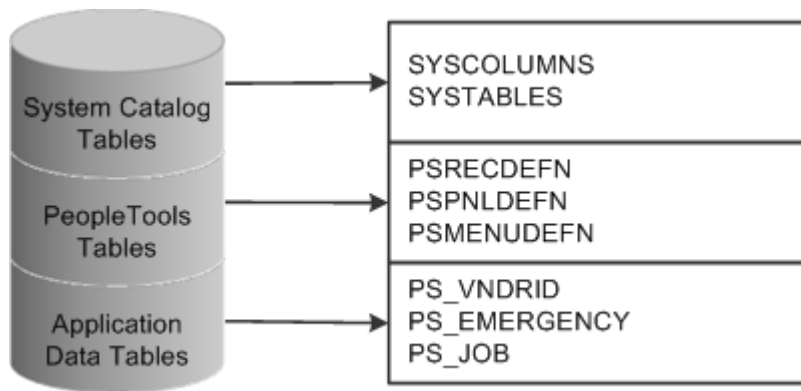 System Catalog
Tables
SYSCOLUMNS
SYSTABLES
PeopleTools
Tables
PSRECDEFN
PSPNLDEFN
PSMENUDEFN
Application
Data Tables
PS_VNDRID
PS_EMERGENCY
PS_JOB